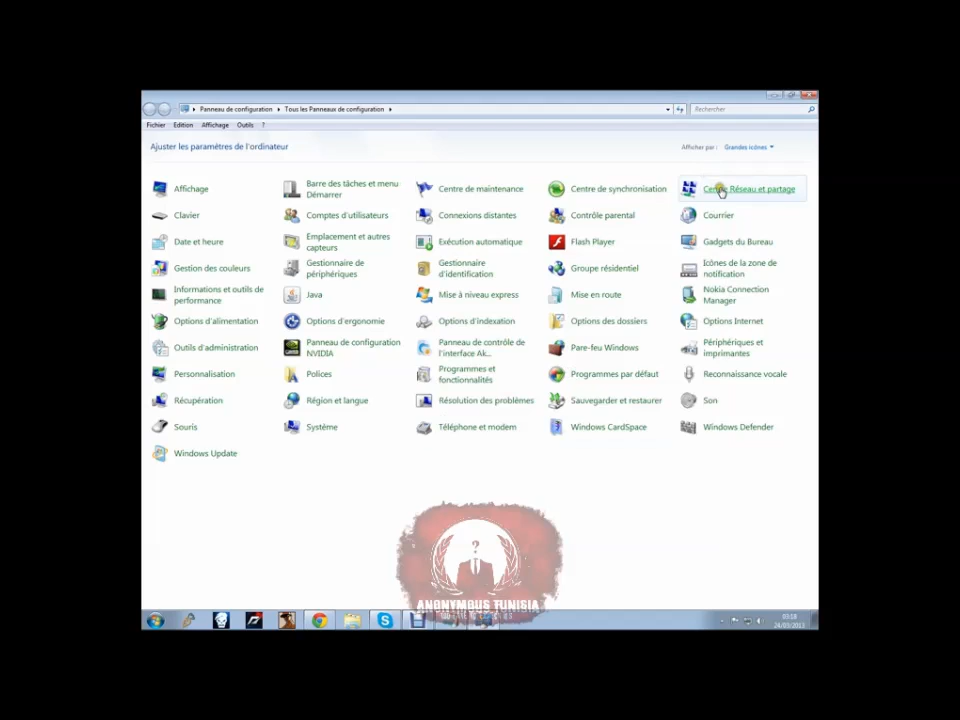 Panneau de configuration Tous les Panneaux de configuration
Rechercher
Fichier Edition Affichage Outils ?
Ajuster les paramètres de l'ordinateur
Afficher par : Grandes icônes
Affichage
Barre des tâches et menu
Démarrer
Centre de maintenance
Centre de synchronisation
Centre Réseau et partage
Clavier
Comptes d'utilisateurs
Connexions distantes
Contrôle parental
Courrier
Date et heure
Emplacement et autres
capteurs
Exécution automatique
Flash Player
Gadgets du Bureau
Gestion des couleurs
Gestionnaire de
périphériques
Gestionnaire
d'identification
Groupe résidentiel
Icônes de la zone de
notification
Informations et outils de
performance
Java
Mise à niveau express
Mise en route
Nokia Connection
Manager
Options d'alimentation
Options d'ergonomie
Options d'indexation
Options des dossiers
Options Internet
Outils d'administration
Panneau de configuration
NVIDIA
Panneau de contrôle de
l'interface Ak...
Pare-feu Windows
Périphériques et
imprimantes
Personnalisation
Polices
Programmes et
fonctionnalités
Programmes par défaut
Reconnaissance vocale
Récupération
Région et langue
Résolution des problèmes
Sauvegarder et restaurer
Son
Souris
Système
Téléphone et modem
Windows CardSpace
Windows Defender
Windows Update
?
ANONYMBUS TUNISIA
03:58
24/03/2013